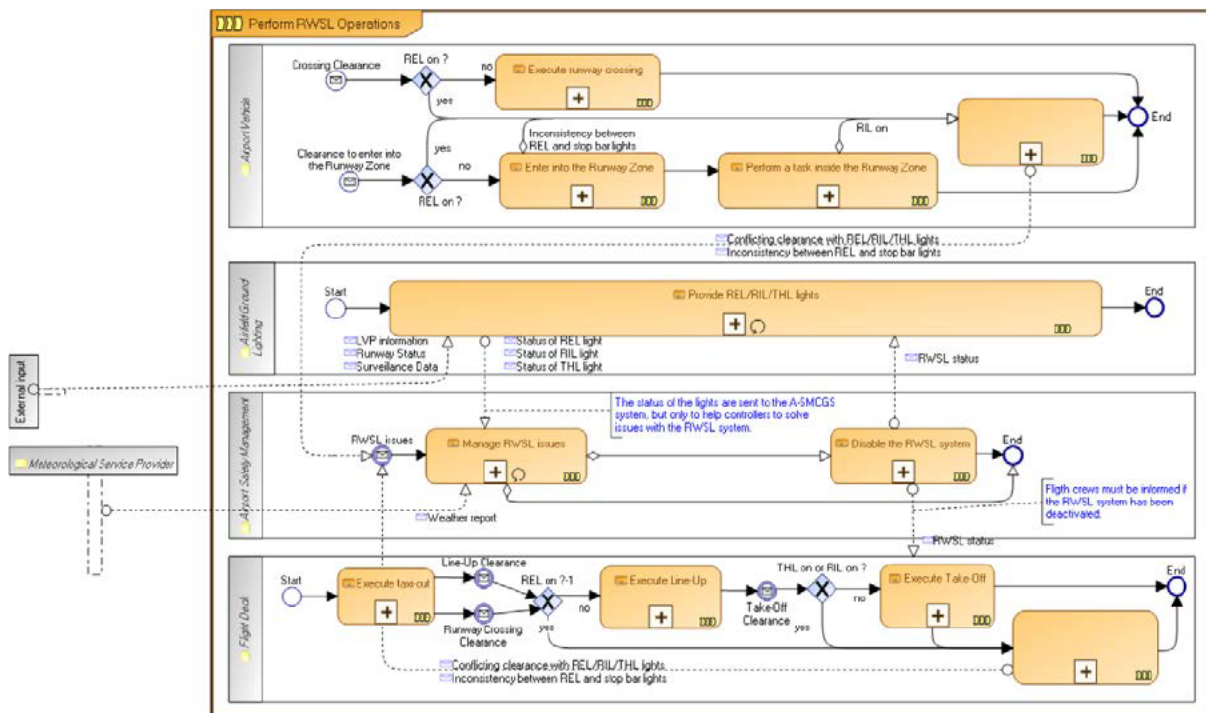 Perform RWSL Operations
Airport Vehicle
Crossing Clearance
REL on ?
no
yes
Execute runway crossing
Inconsistency between
REL and stop bar lights
RIL on
End
Clearance to enter into
the Runway Zone
yes
no
REL on ?
Enter into the Runway Zone
Perform a task inside the Runway Zone
Conflicting clearance with REL/RIL/THL lights
Inconsistency between REL and stop bar lights
Airfield Ground
Lighting
Start
Provide REL/RIL/THL lights
End
LVP information
Runway Status
Surveillance Data
Status of REL light
Status of RIL light
Status of THL light
RWSL status
External input
Meteorological Service Provider
Airport Safety Management
The status of the lights are sent to the A-SMCGS
system, but only to help controllers to solve
issues with the RWSL system.
RWSL issues
Manage RWSL issues
Disable the RWSL system
End
Fligth crews must be informed if
the RWSL system has been
deactivated.
Weather report
RWSL status
Flight Deck
Start
Execute taxi-out
Line-Up Clearance
Runway Crossing
Clearance
REL on ?-1
no
yes
Execute Line-Up
Take-Off
Clearance
THL on or RIL on ?
no
yes
Execute Take-Off
End
Conflicting clearance with REL/RIL/THL lights
Inconsistency between REL and stop bar lights